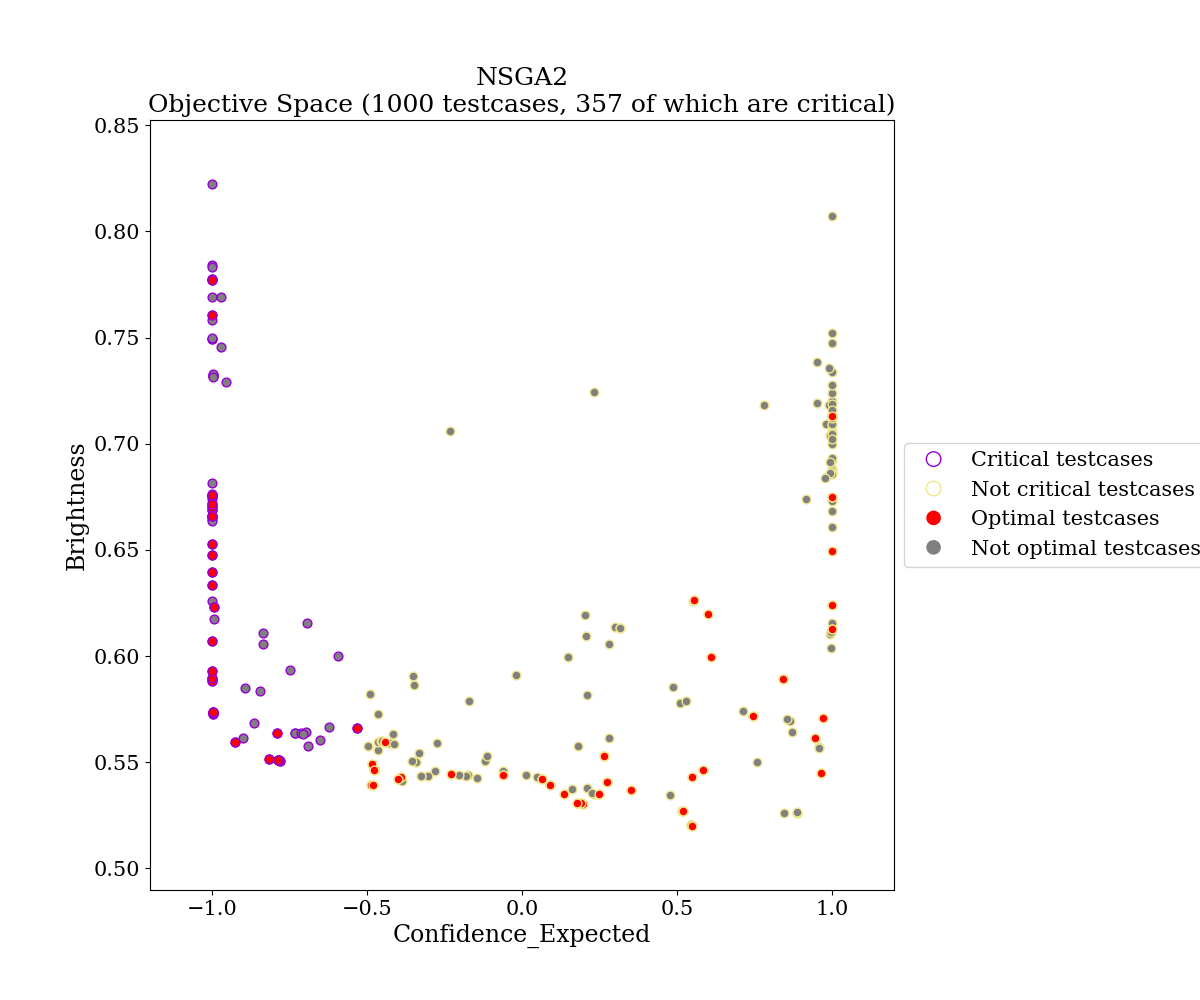 NSGA2
Objective Space (1000 testcases, 357 of which are critical)
0.85
0.80
0.75
0.70
0.65
0.60
0.55
0.50
Brightness
−1.0
−0.5
0.0
0.5
1.0
Confidence_Expected
Critical testcases
Not critical testcases
Optimal testcases
Not optimal testcases